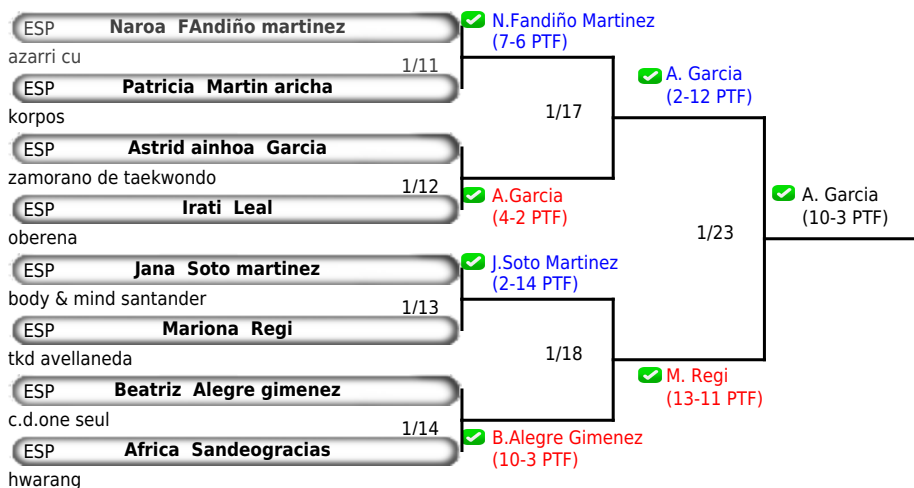 ESP Naroa FAndiño martinez
azarri cu
1/11
ESP Patricia Martin aricha
korpos
ESP Astrid ainhoa Garcia
zamorano de taekwondo
1/12
ESP Irati Leal
oberena
ESP Jana Soto martinez
body & mind santander
1/13
ESP Mariona Regi
tkd avellaneda
ESP Beatriz Alegre gimenez
c.d.one seul
1/14
ESP Africa Sandeogracias
hwarang
N.Fandiño Martinez
(7-6 PTF)
1/17
A.Garcia
(4-2 PTF)
J.Soto Martinez
(2-14 PTF)
1/18
B.Alegre Gimenez
(10-3 PTF)
A. Garcia
(2-12 PTF)
1/23
M. Regi
(13-11 PTF)
A. Garcia
(10-3 PTF)